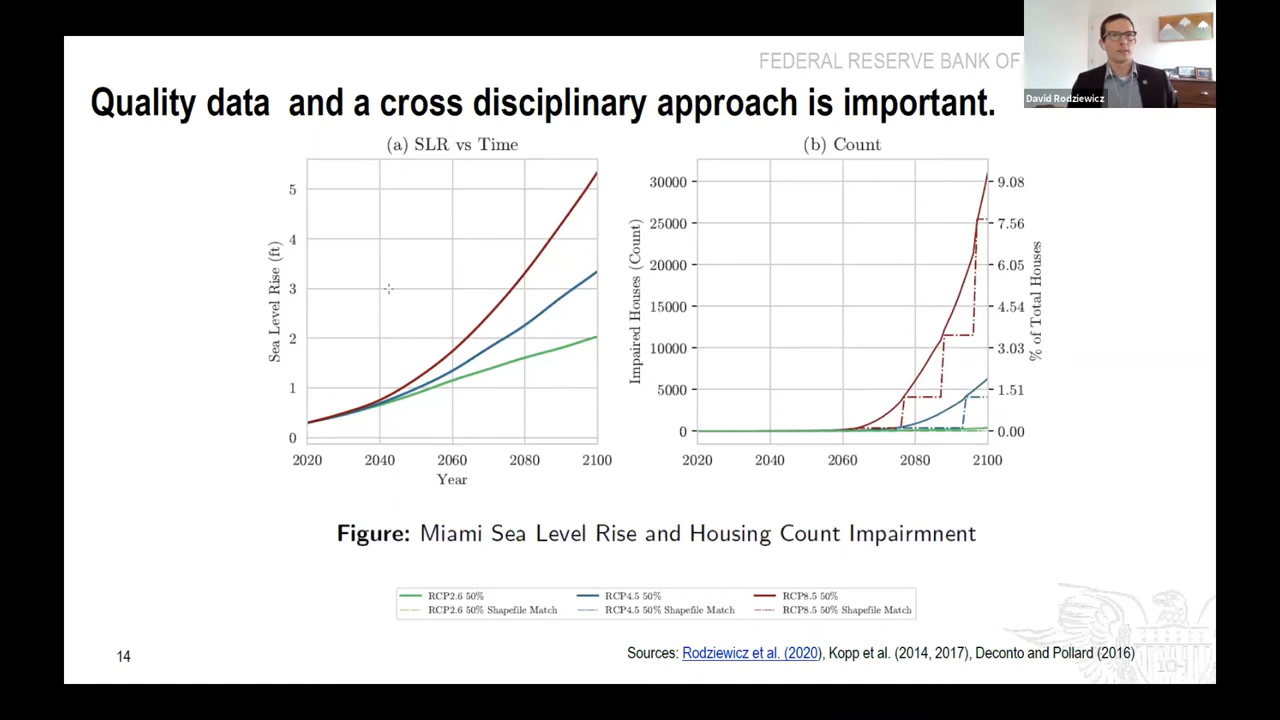 FEDERAL RESERVE BANK OF
David Rodziewicz
Quality data and a cross disciplinary approach is important.
(a) SLR vs Time
5
4
3
2
1
0
Sea Level Rise (ft)
2020 2040 2060 2080 2100
Year
(b) Count
30000
25000
20000
15000
10000
5000
0
Impaired Houses (Count)
9.08
7.56
6.05
4.54
3.03
1.51
0.00
% of Total Houses
2020 2040 2060 2080 2100
Figure: Miami Sea Level Rise and Housing Count Impairmnent
RCP2.6 50% RCP4.5 50% RCP8.5 50%
RCP2.6 50% Shapefile Match RCP4.5 50% Shapefile Match RCP8.5 50% Shapefile Match
14
Sources: Rodziewicz et al. (2020), Kopp et al. (2014, 2017), Deconto and Pollard (2016)
10-J